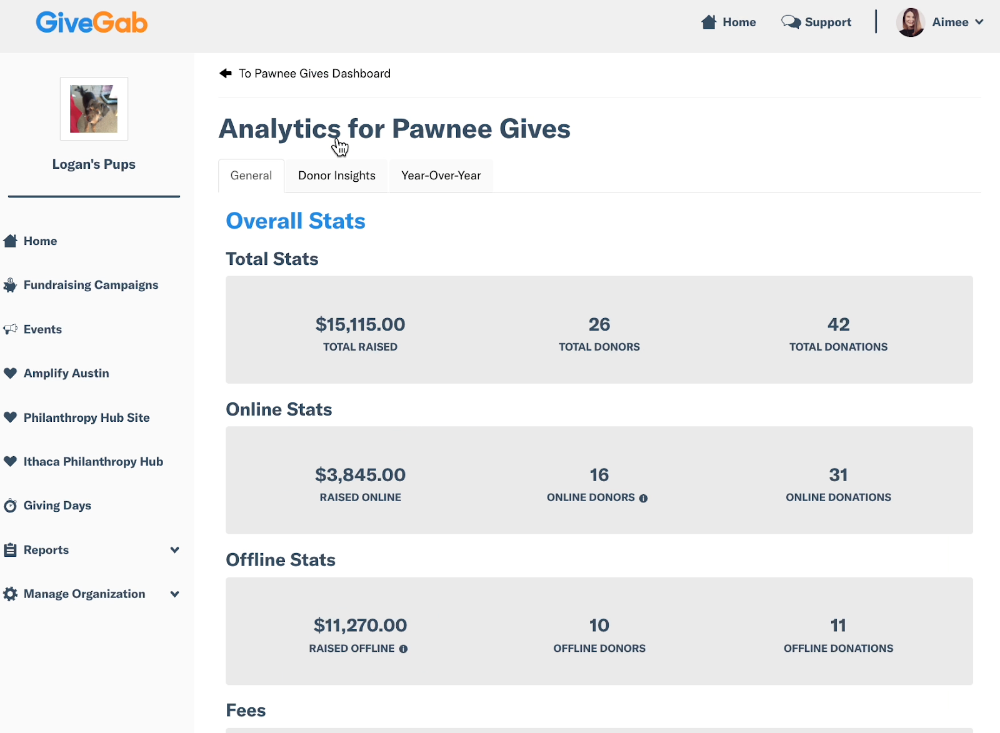 GiveGab
Home
Support
Aimee
Logan's Pups
Home
Fundraising Campaigns
Events
Amplify Austin
Philanthropy Hub Site
Ithaca Philanthropy Hub
Giving Days
Reports
Manage Organization
To Pawnee Gives Dashboard
Analytics for Pawnee Gives
General
Donor Insights
Year-Over-Year
Overall Stats
Total Stats
$15,115.00
TOTAL RAISED
26
TOTAL DONORS
42
TOTAL DONATIONS
Online Stats
$3,845.00
RAISED ONLINE
16
ONLINE DONORS
31
ONLINE DONATIONS
Offline Stats
$11,270.00
RAISED OFFLINE
10
OFFLINE DONORS
11
OFFLINE DONATIONS
Fees